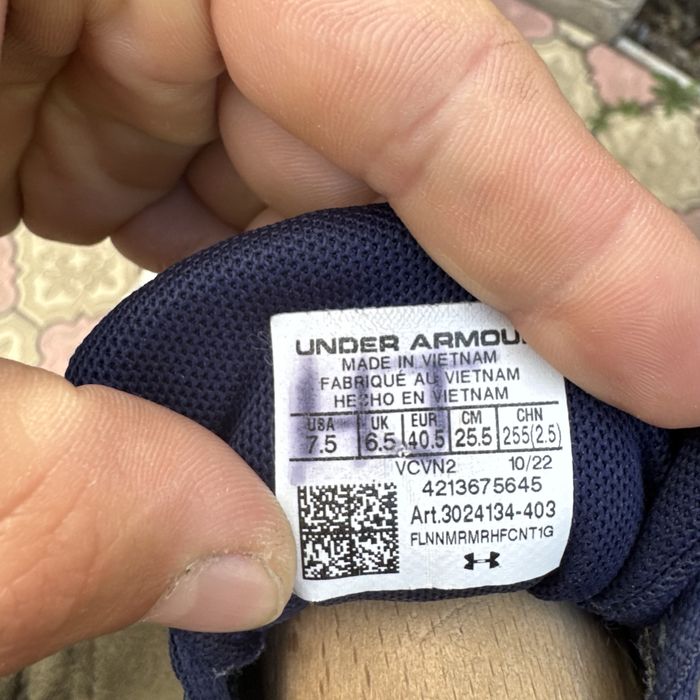 UNDER ARMOU
MADE IN VIETNAM
FABRIQUÉ AU VIETNAM
HECHO EN VIETNAM
USA UK EUR CM CHN
7.5 6.5 40.5 25.5 255(2.5)
VCVN2 10/22
4213675645
Art.3024134-403
FLNNMRMRHFCNT1G